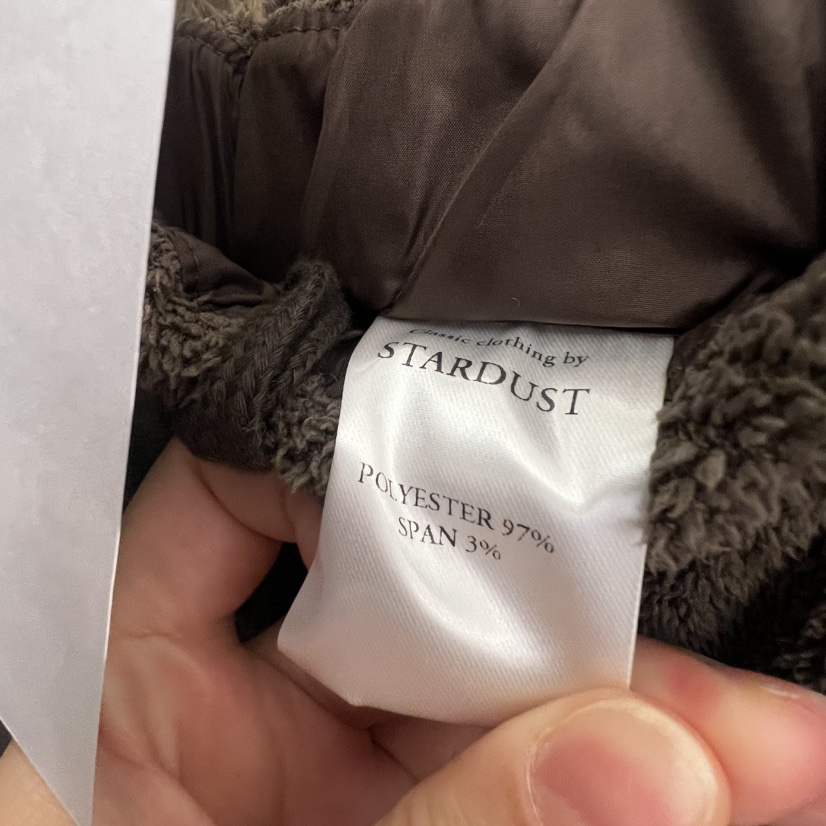 Classic clothing by
STARDUST
POLYESTER 97%
SPAN 3%